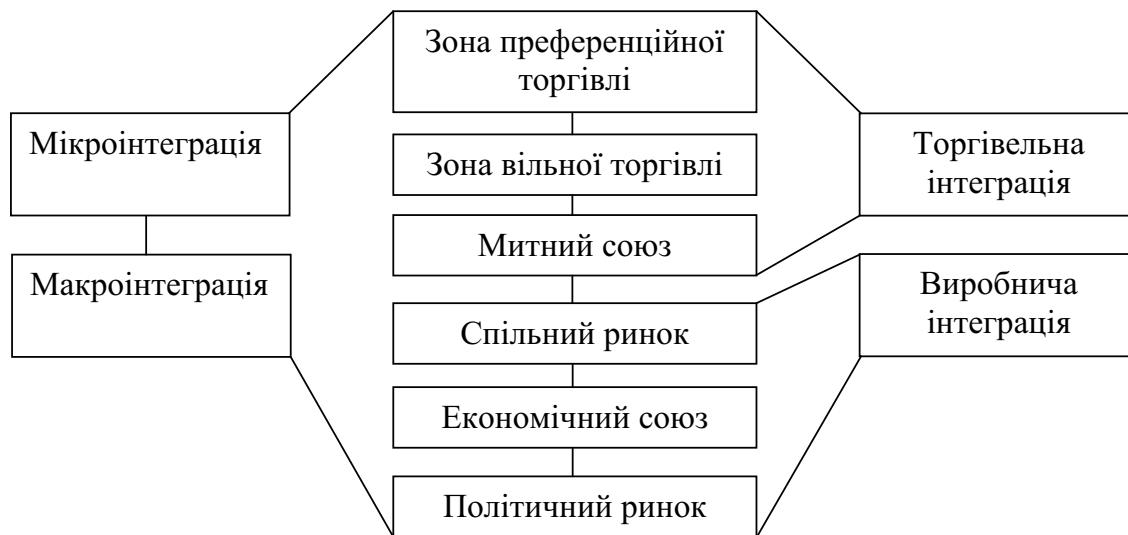 Зона преференційної
торгівлі
Мікроінтеграція
Зона вільної торгівлі
Торгівельна
інтеграція
Митний союз
Макроінтеграція
Спільний ринок
Виробнича
інтеграція
Економічний союз
Політичний ринок